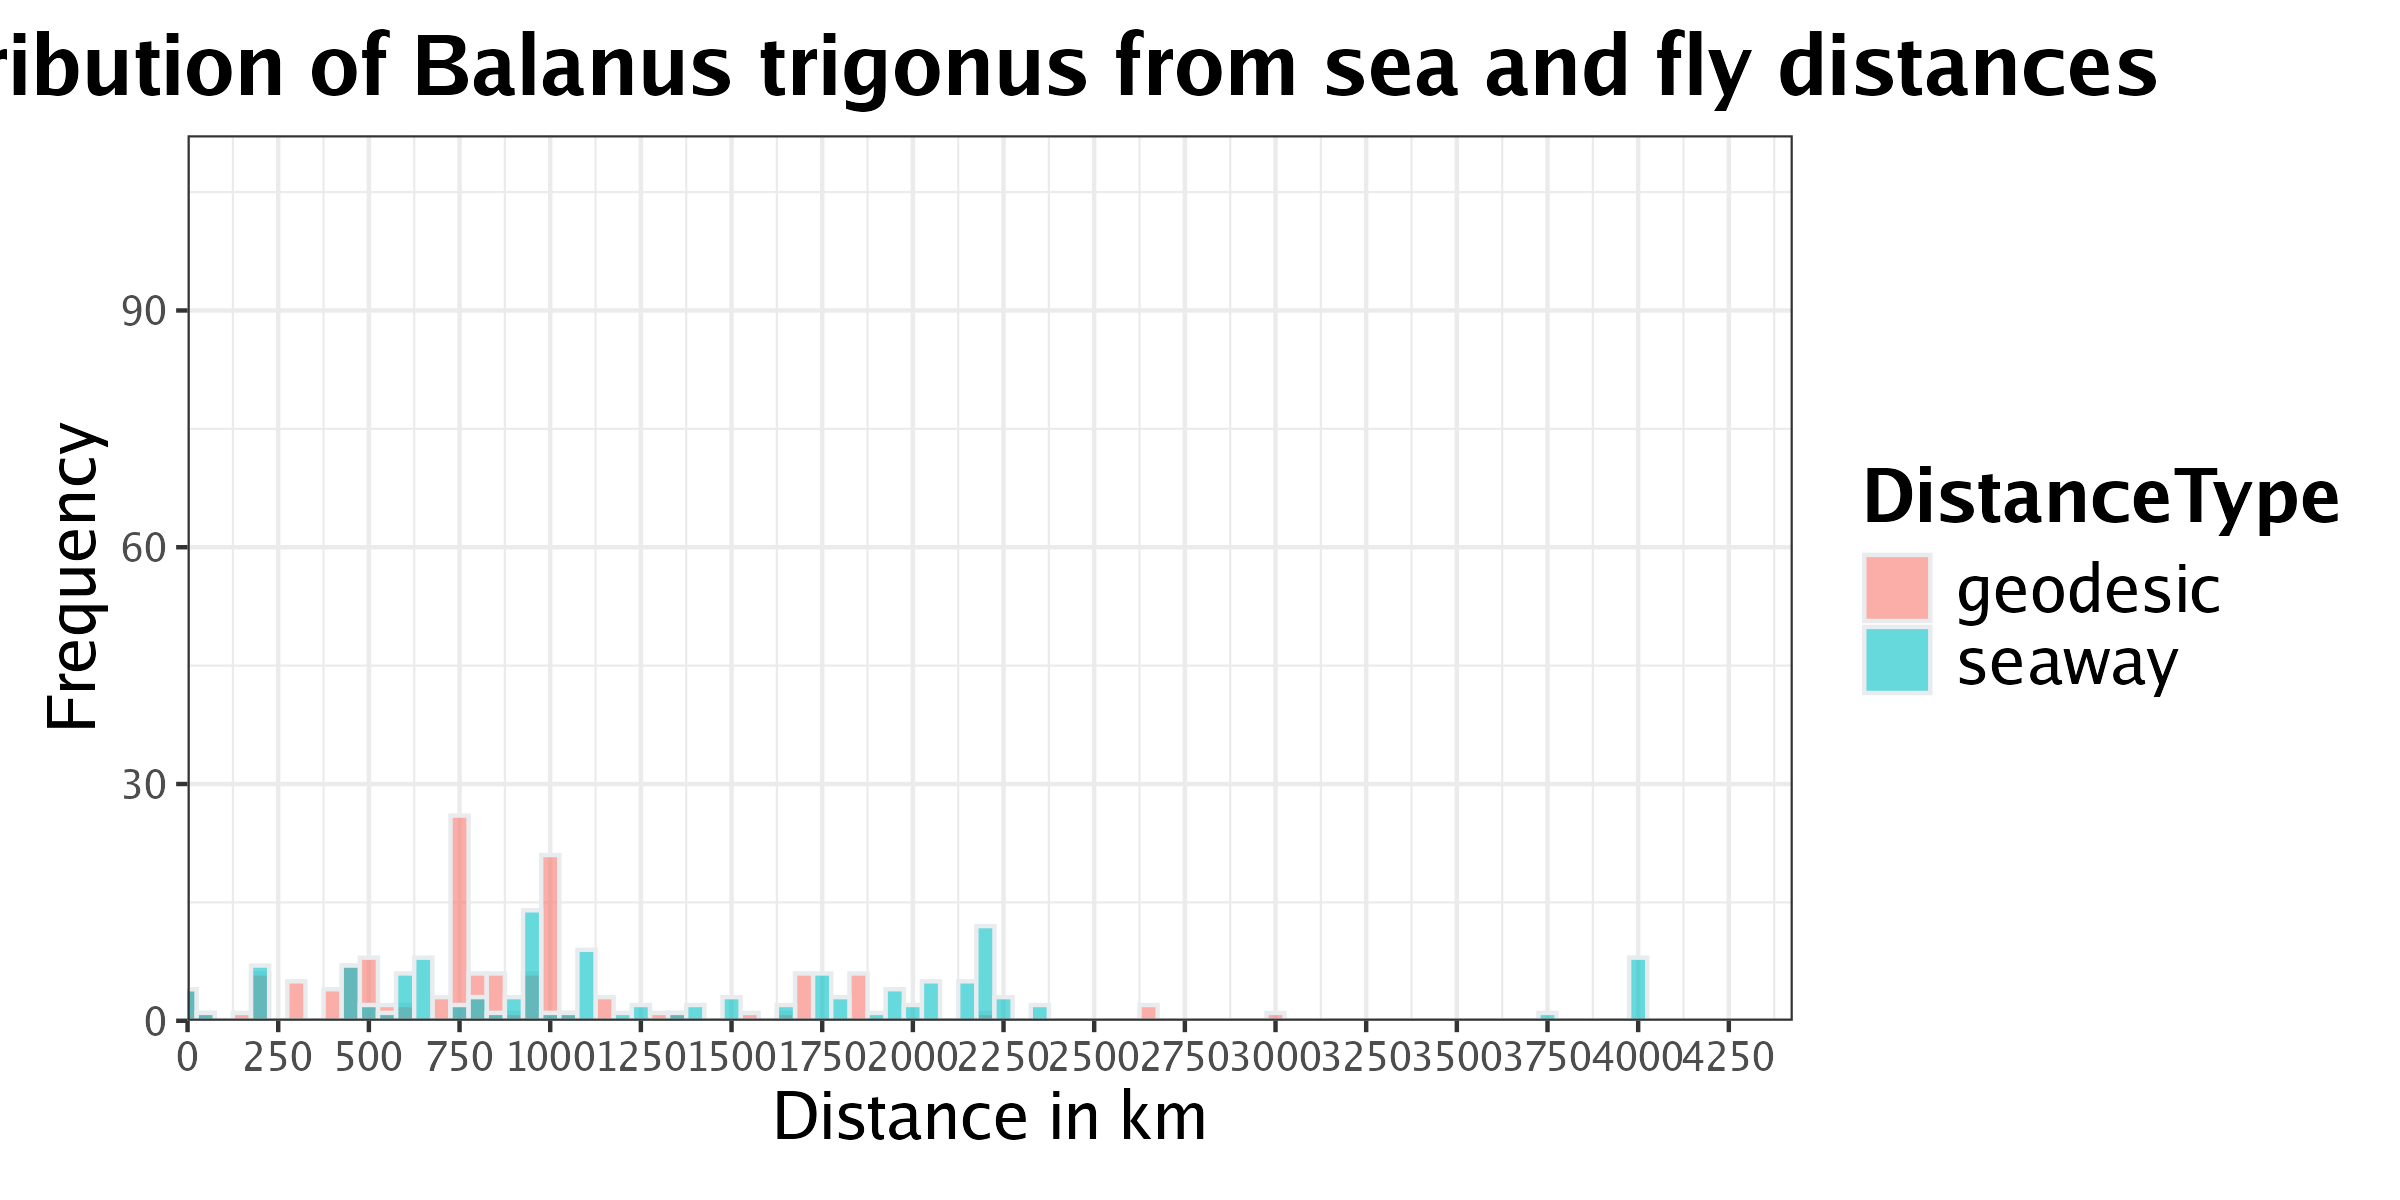 ribution of Balanus trigonus from sea and fly distances
90
60
30
0
Frequency
0 250 500 750 1000 1250 1500 1750 2000 2250 2500 2750 3000 3250 3500 3750 4000 4250
Distance in km
DistanceType
geodesic
seaway